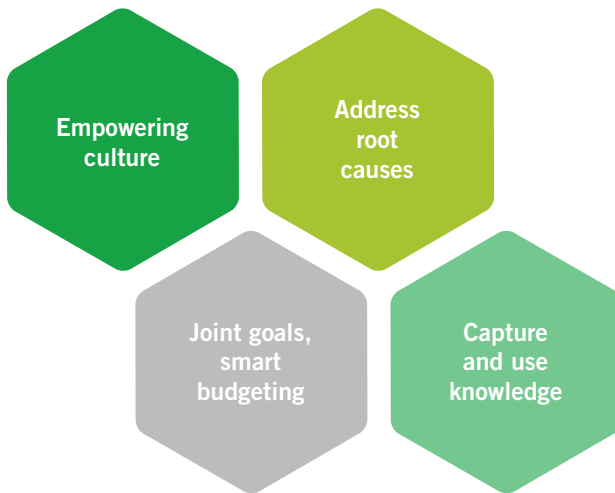 Empowering
culture
Address
root
causes
Joint goals,
smart
budgeting
Capture
and use
knowledge